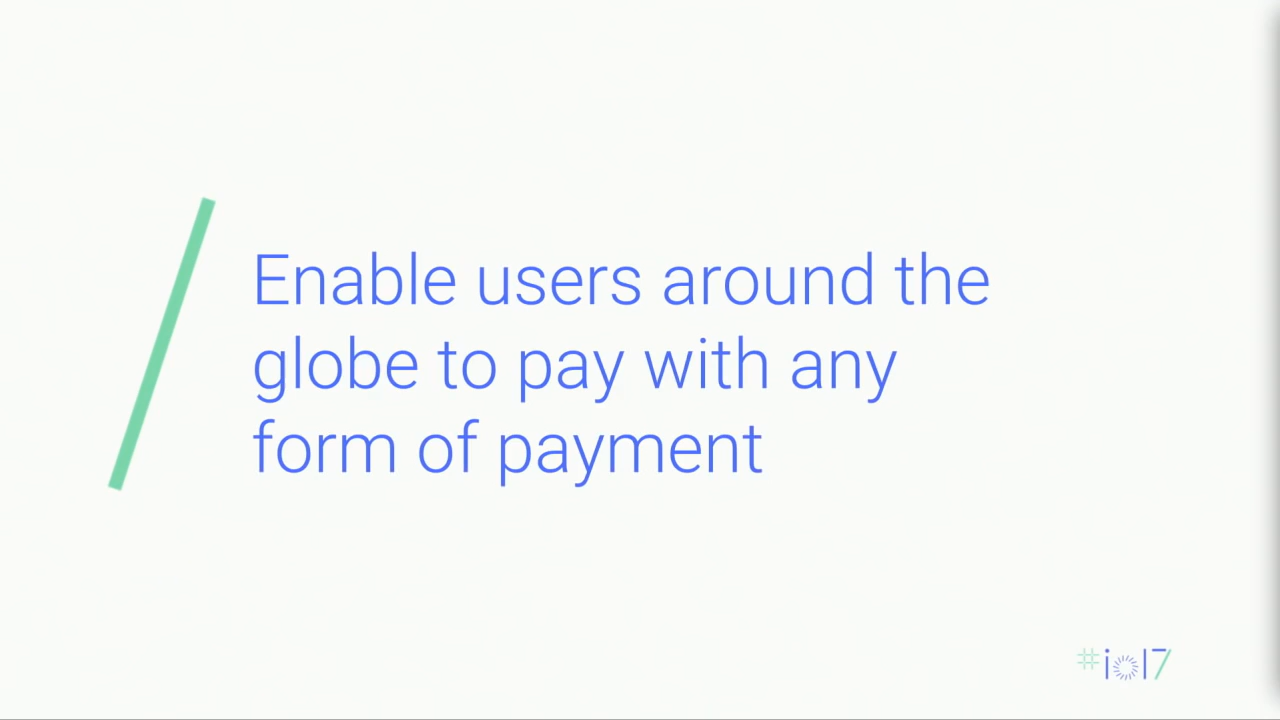 Enable users around the
globe to pay with any
form of payment
#io17